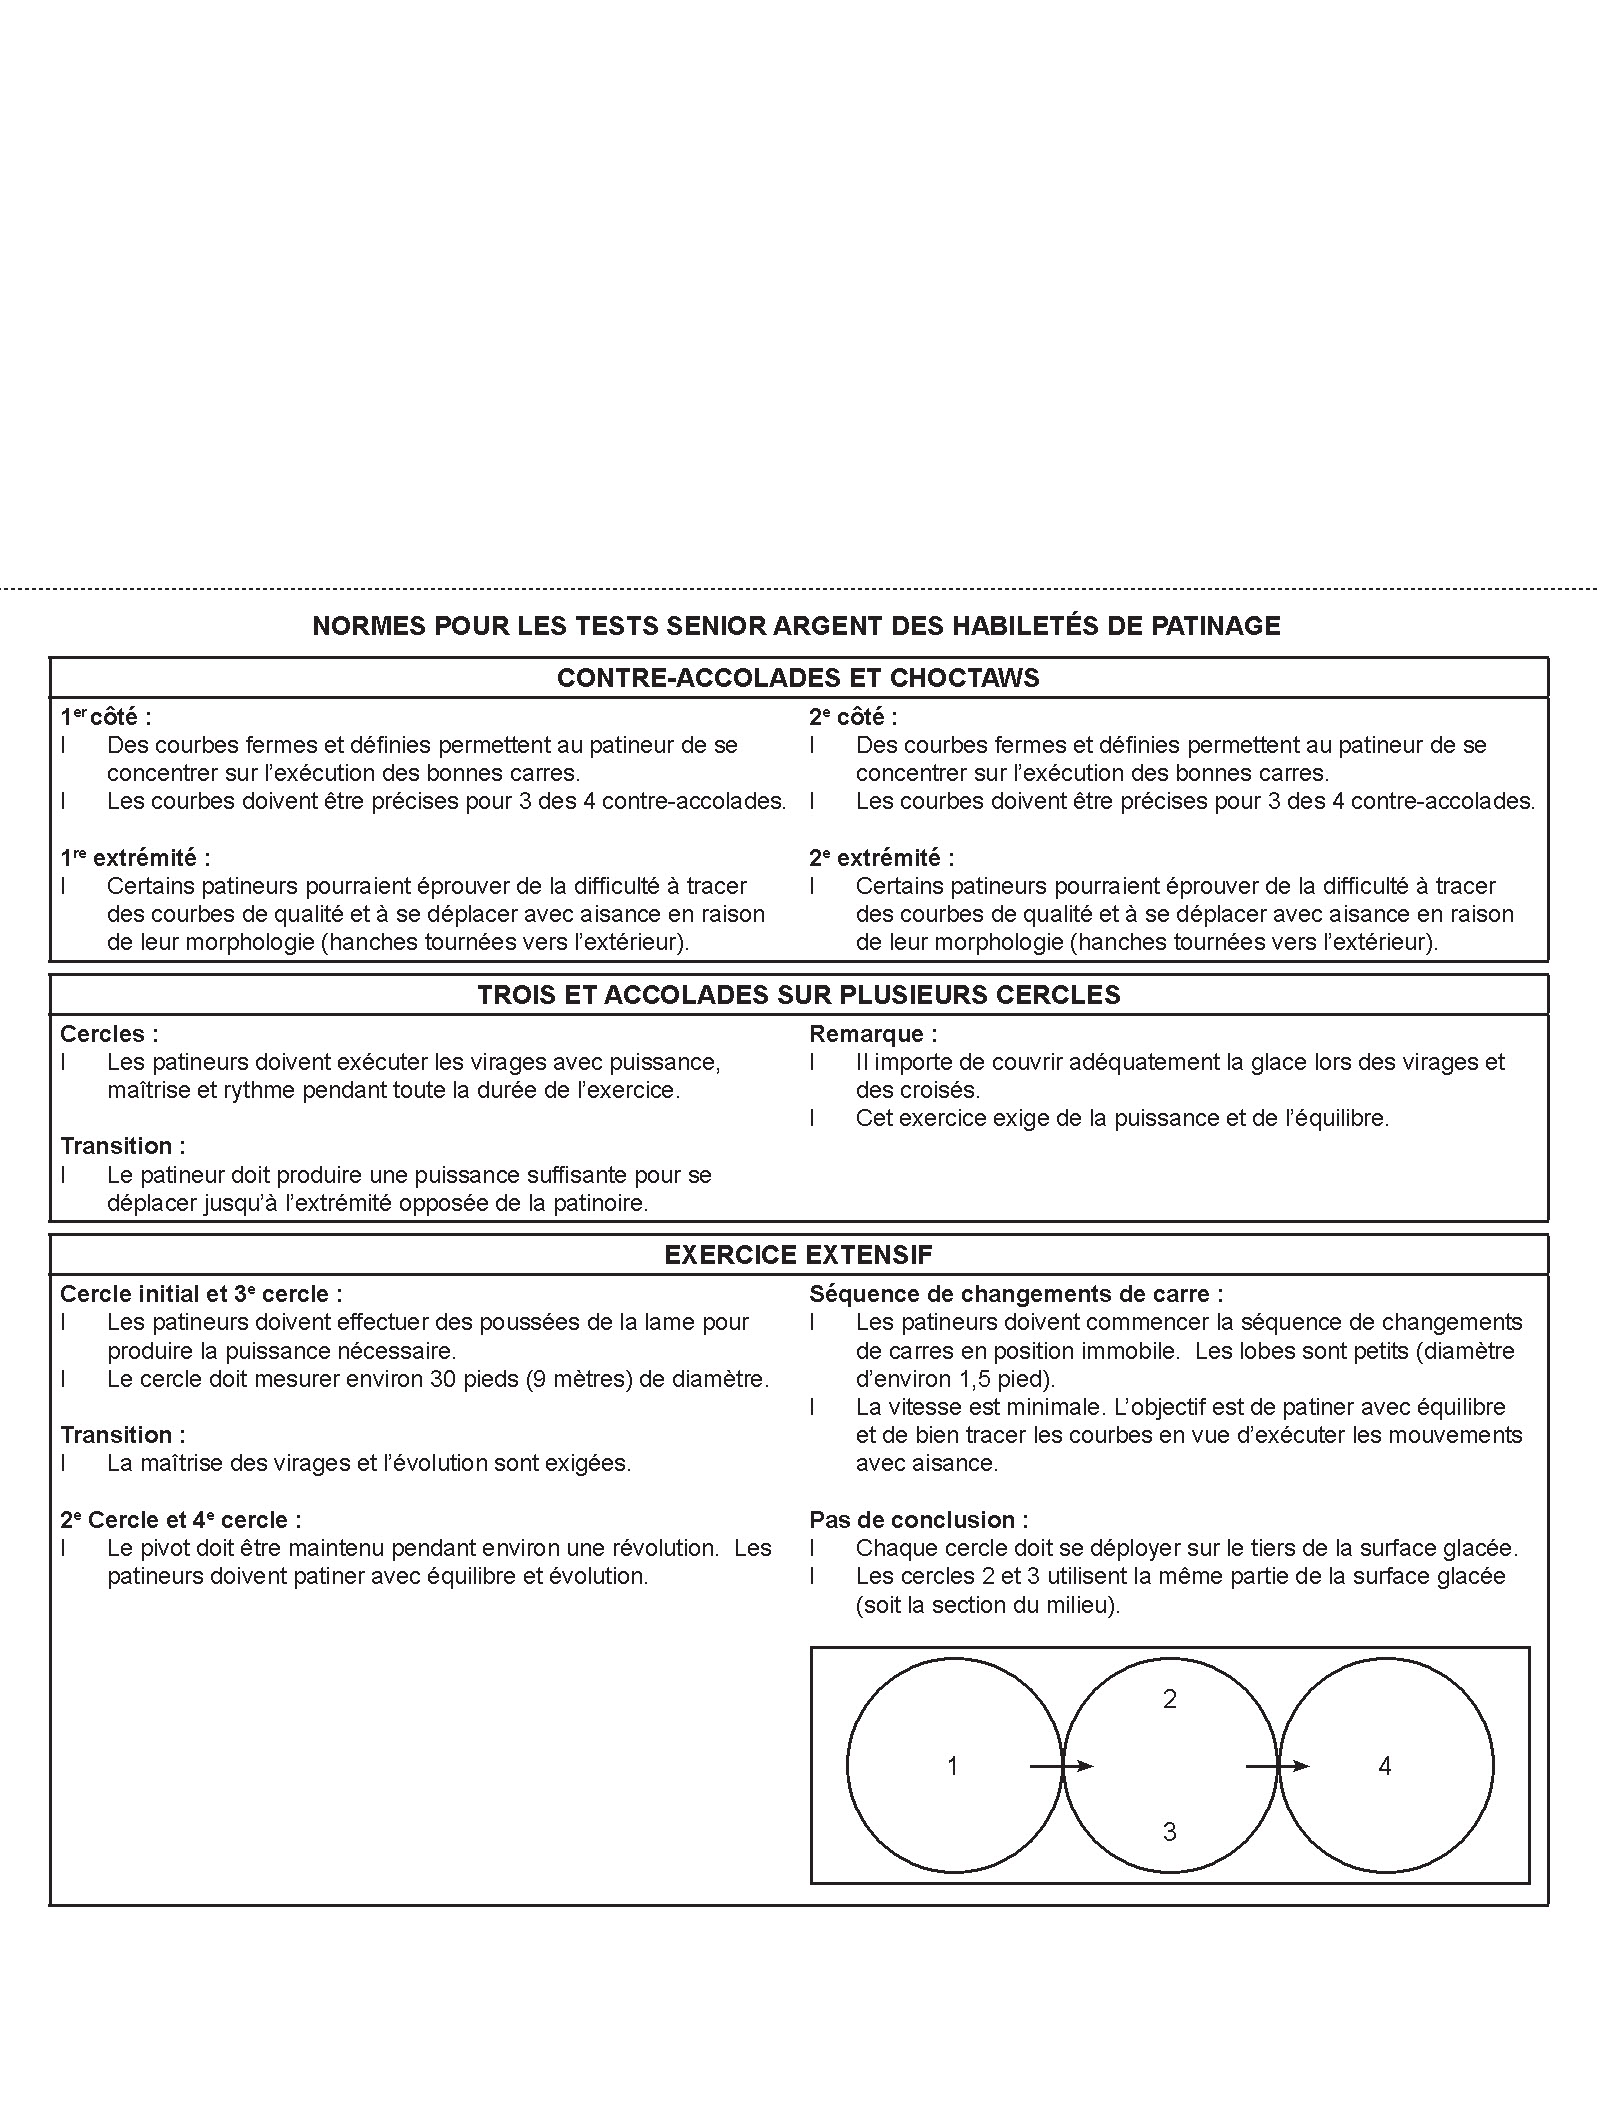 NORMES POUR LES TESTS SENIOR ARGENT DES HABILETÉS DE PATINAGE
CONTRE-ACCOLADES ET CHOCTAWS
1er côté :
l Des courbes fermes et définies permettent au patineur de se
concentrer sur l’exécution des bonnes carres.
l Les courbes doivent être précises pour 3 des 4 contre-accolades.
1re extrémité :
l Certains patineurs pourraient éprouver de la difficulté à tracer
des courbes de qualité et à se déplacer avec aisance en raison
de leur morphologie (hanches tournées vers l’extérieur).
2e côté :
l Des courbes fermes et définies permettent au patineur de se
concentrer sur l’exécution des bonnes carres.
l Les courbes doivent être précises pour 3 des 4 contre-accolades.
2e extrémité :
l Certains patineurs pourraient éprouver de la difficulté à tracer
des courbes de qualité et à se déplacer avec aisance en raison
de leur morphologie (hanches tournées vers l’extérieur).
TROIS ET ACCOLADES SUR PLUSIEURS CERCLES
Cercles :
l Les patineurs doivent exécuter les virages avec puissance,
maîtrise et rythme pendant toute la durée de l’exercice.
Transition :
l Le patineur doit produire une puissance suffisante pour se
déplacer jusqu’à l’extrémité opposée de la patinoire.
Remarque :
l Il importe de couvrir adéquatement la glace lors des virages et
des croisés.
l Cet exercice exige de la puissance et de l’équilibre.
EXERCICE EXTENSIF
Cercle initial et 3e cercle :
l Les patineurs doivent effectuer des poussées de la lame pour
produire la puissance nécessaire.
l Le cercle doit mesurer environ 30 pieds (9 mètres) de diamètre.
Transition :
l La maîtrise des virages et l’évolution sont exigées.
2e Cercle et 4e cercle :
l Le pivot doit être maintenu pendant environ une révolution. Les
patineurs doivent patiner avec équilibre et évolution.
Séquence de changements de carre :
l Les patineurs doivent commencer la séquence de changements
de carres en position immobile. Les lobes sont petits (diamètre
d’environ 1,5 pied).
l La vitesse est minimale. L’objectif est de patiner avec équilibre
et de bien tracer les courbes en vue d’exécuter les mouvements
avec aisance.
Pas de conclusion :
l Chaque cercle doit se déployer sur le tiers de la surface glacée.
l Les cercles 2 et 3 utilisent la même partie de la surface glacée
(soit la section du milieu).
2
1 4
3